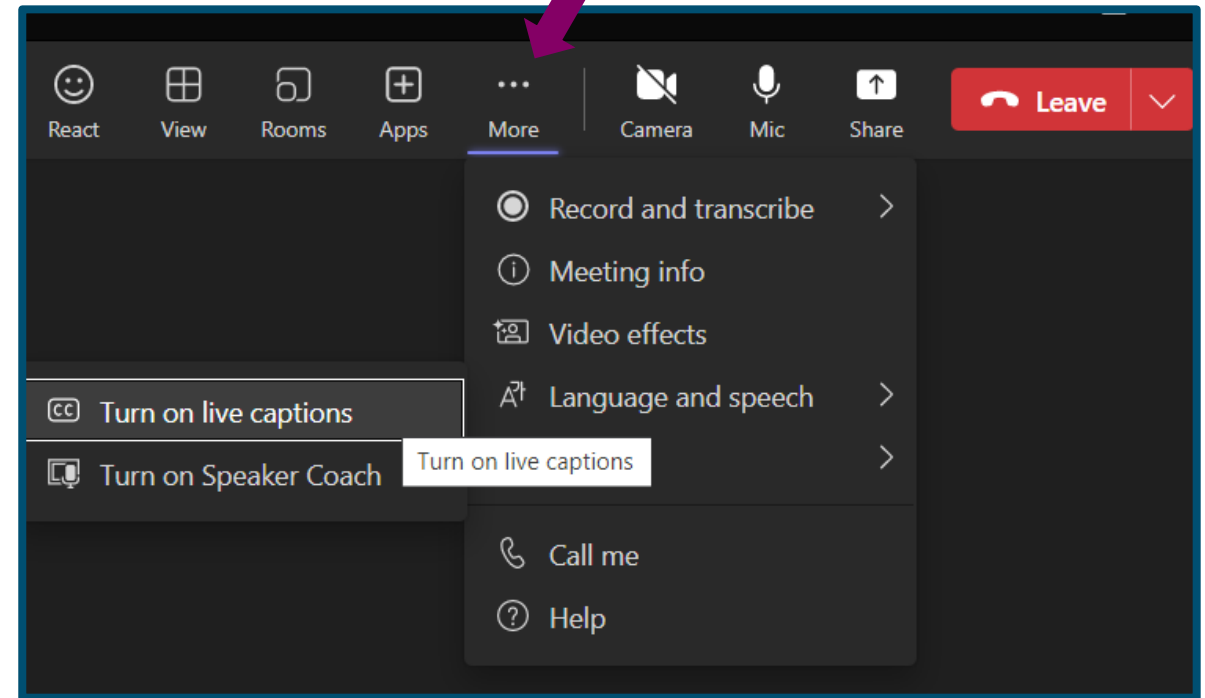 React View Rooms Apps More Camera Mic Share Leave
Record and transcribe
Meeting info
Video effects
Language and speech
CC Turn on live captions
Turn on live captions
Turn on Speaker Coach
Call me
Help